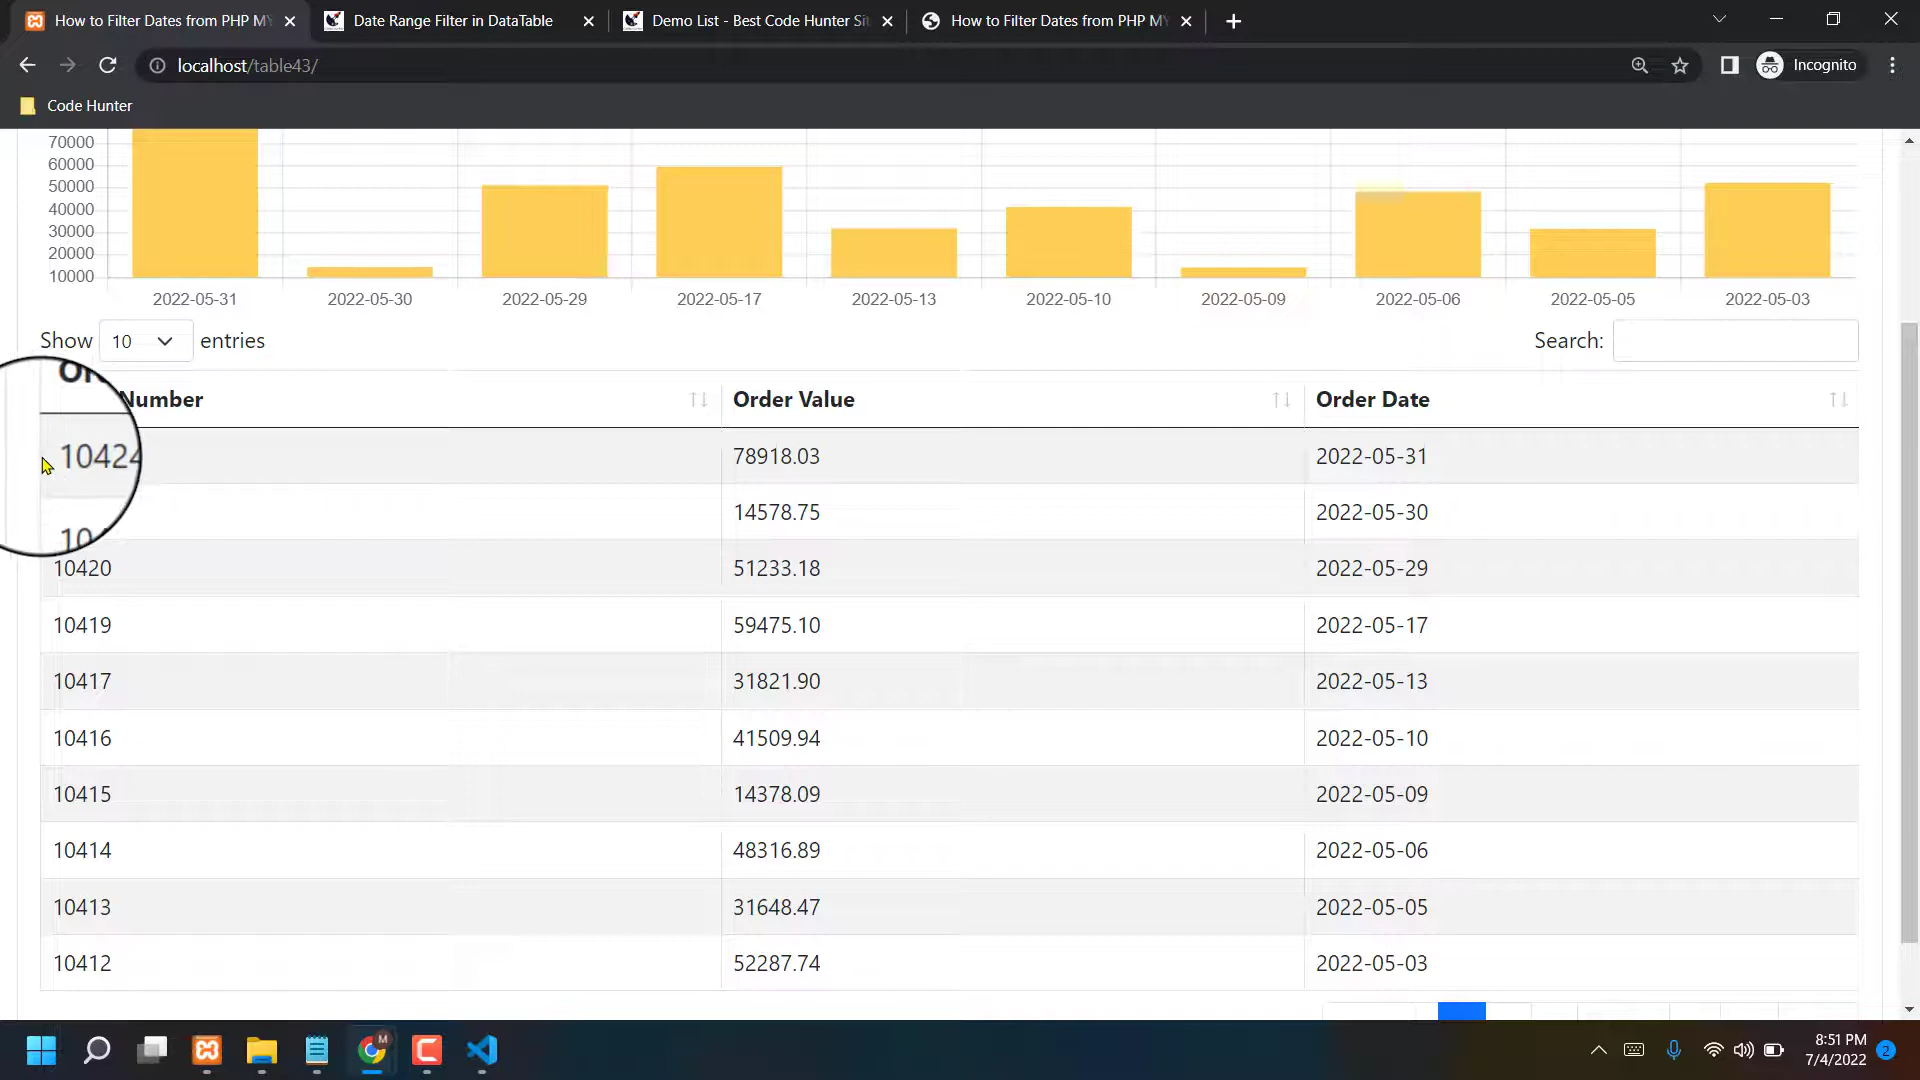 How to Filter Dates from PHP MY
Date Range Filter in DataTable
Demo List - Best Code Hunter Sit
How to Filter Dates from PHP MY
localhost/table43/
Incognito
Code Hunter
70000
60000
50000
40000
30000
20000
10000
2022-05-31 2022-05-30 2022-05-29 2022-05-17 2022-05-13 2022-05-10 2022-05-09 2022-05-06 2022-05-05 2022-05-03
Show 10 entries Search:
Number Order Value Order Date
10424 78918.03 2022-05-31
14578.75 2022-05-30
10420 51233.18 2022-05-29
10419 59475.10 2022-05-17
10417 31821.90 2022-05-13
10416 41509.94 2022-05-10
10415 14378.09 2022-05-09
10414 48316.89 2022-05-06
10413 31648.47 2022-05-05
10412 52287.74 2022-05-03
M
8:51 PM
7/4/2022
2